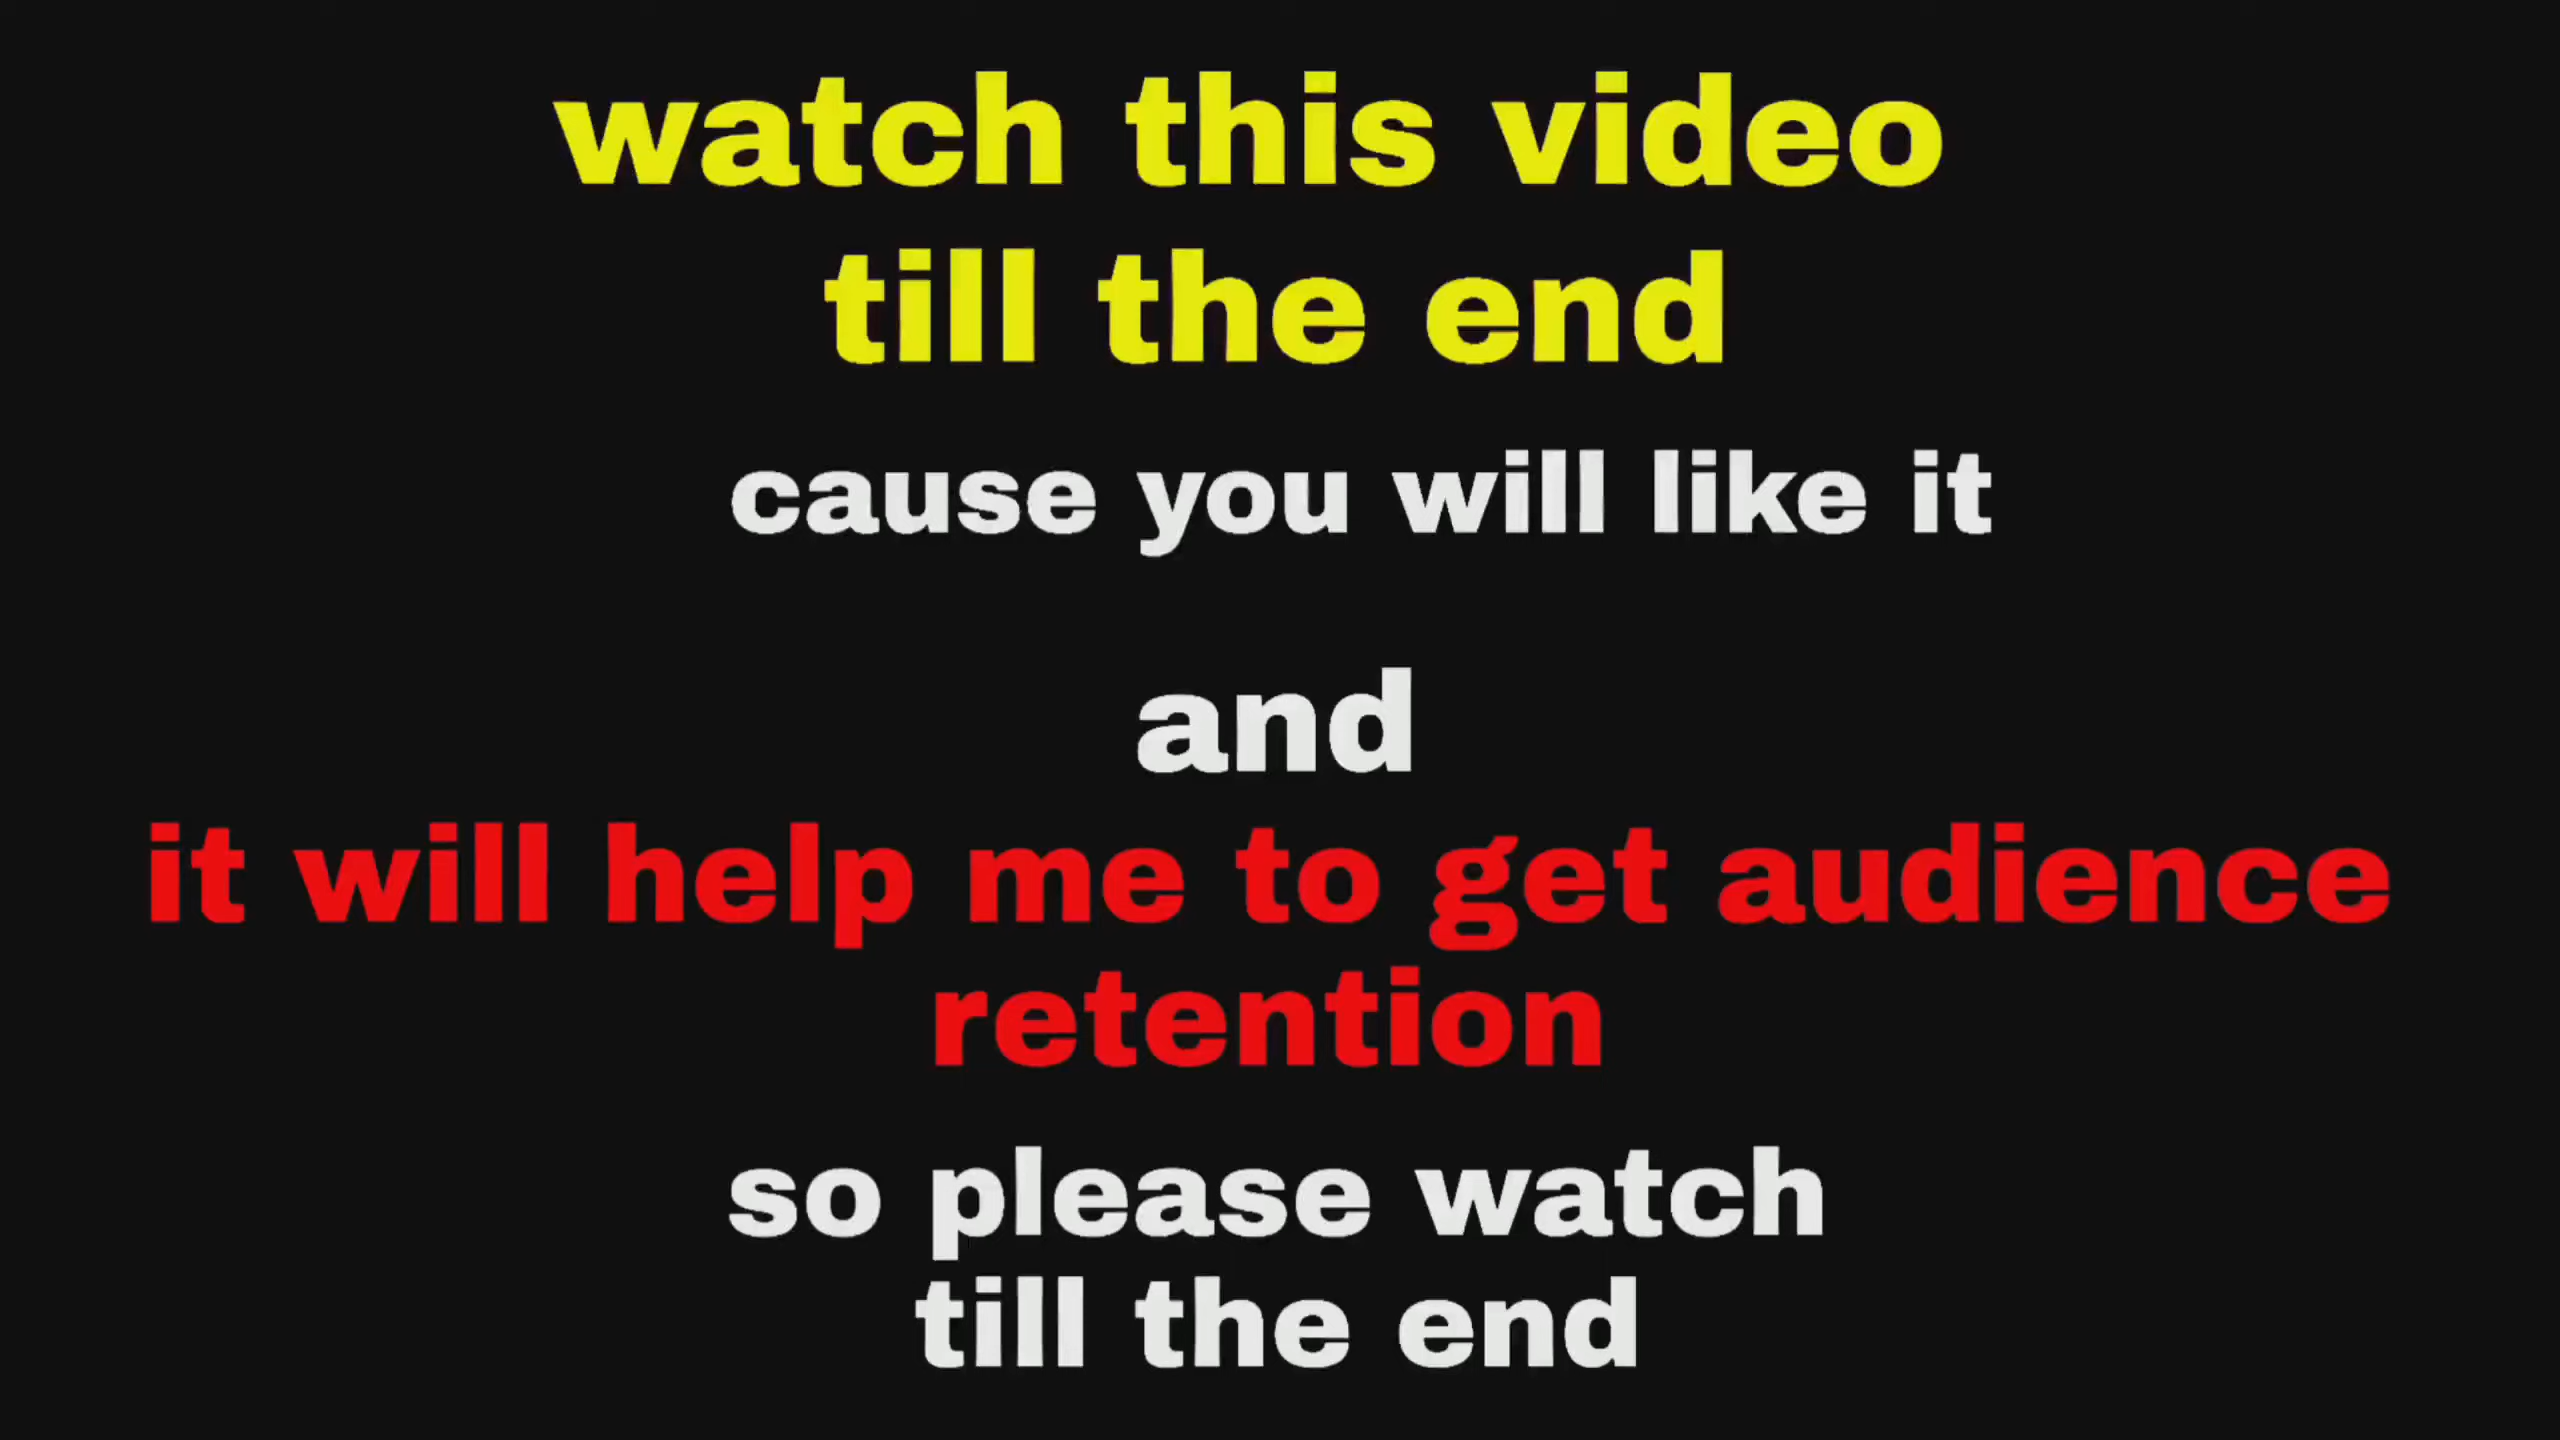 watch this video
till the end
cause you will like it
and
it will help me to get audience
retention
so please watch
till the end